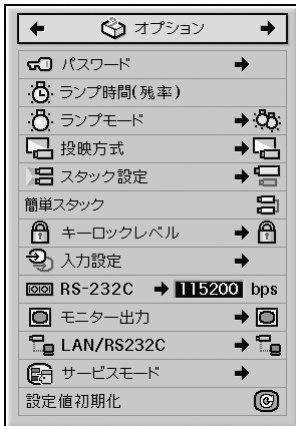 オプション
パスワード
ランプ時間(残率)
ランプモード
投映方式
スタック設定
簡単スタック
キーロックレベル
入力設定
RS-232C 115200 bps
モニター出力
LAN/RS232C
サービスモード
設定値初期化